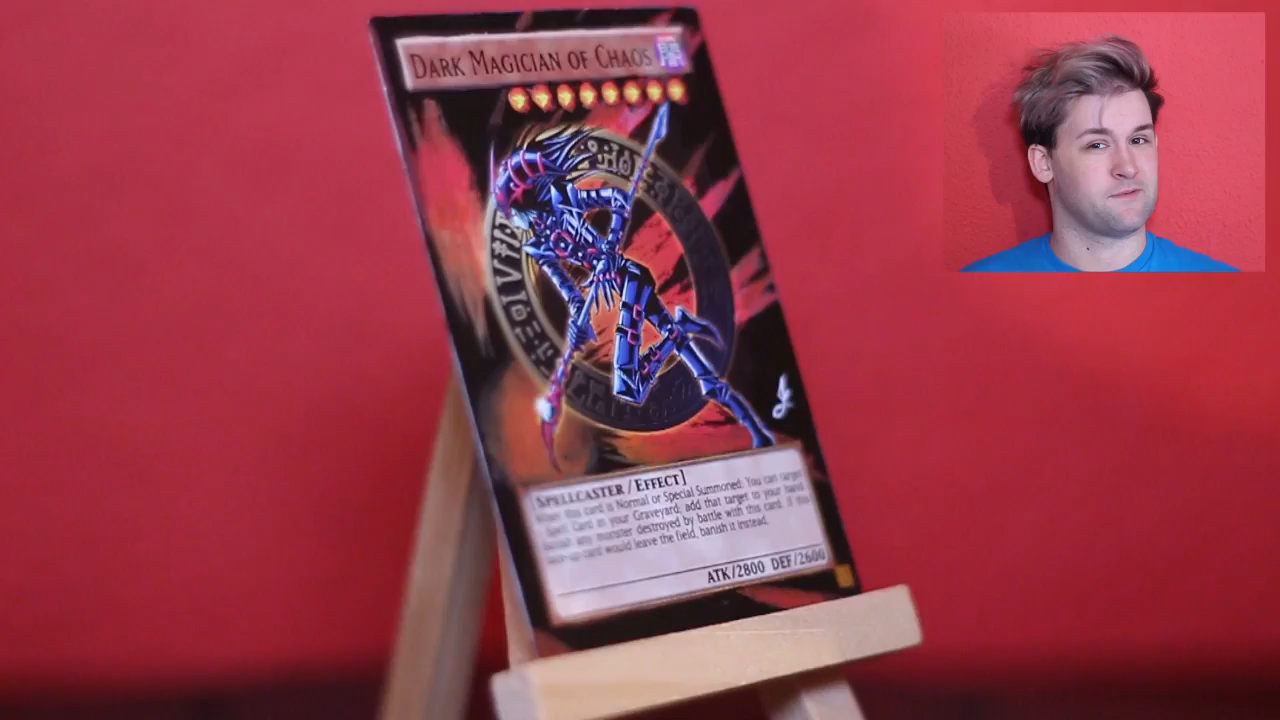 DARK MAGICIAN OF CHAOS
[SPELLCASTER / EFFECT]
When this card is Normal or Special Summoned: You can target
1 Spell Card in your Graveyard; add that target to your hand.
Banish any monster destroyed by battle with this card. If this
face-up card would leave the field, banish it instead.
ATK/2800 DEF/2600